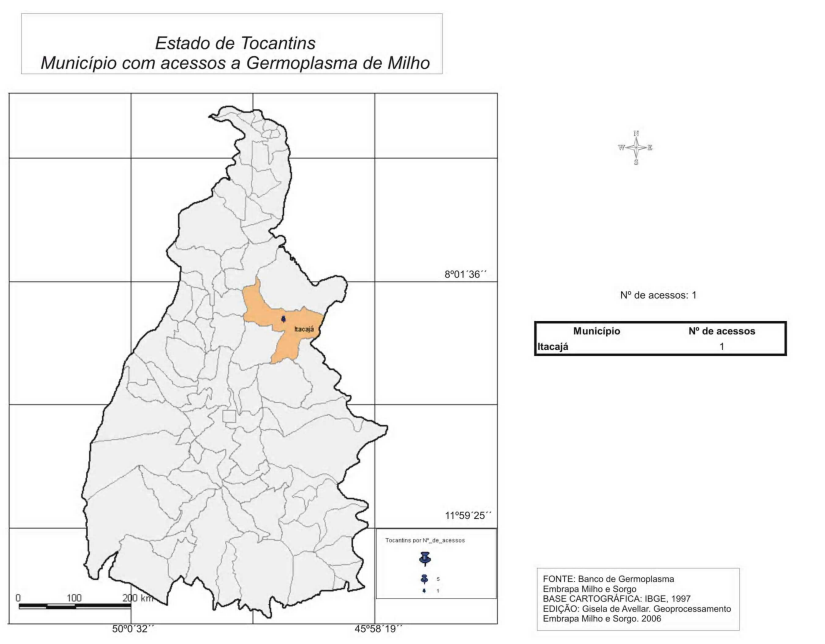 Estado de Tocantins
Município com acessos a Germoplasma de Milho
N
W E
S
8º01´36´´
Itacajá
Nº de acessos: 1
Município Nº de acessos
Itacajá 1
11º59´25´´
Tocantins por Nº_de_acessos
5
1
0 100 200 km
50º0´32´´ 45º58´19´´
FONTE: Banco de Germoplasma
Embrapa Milho e Sorgo
BASE CARTOGRÁFICA: IBGE, 1997
EDIÇÃO: Gisela de Avellar. Geoprocessamento
Embrapa Milho e Sorgo. 2006